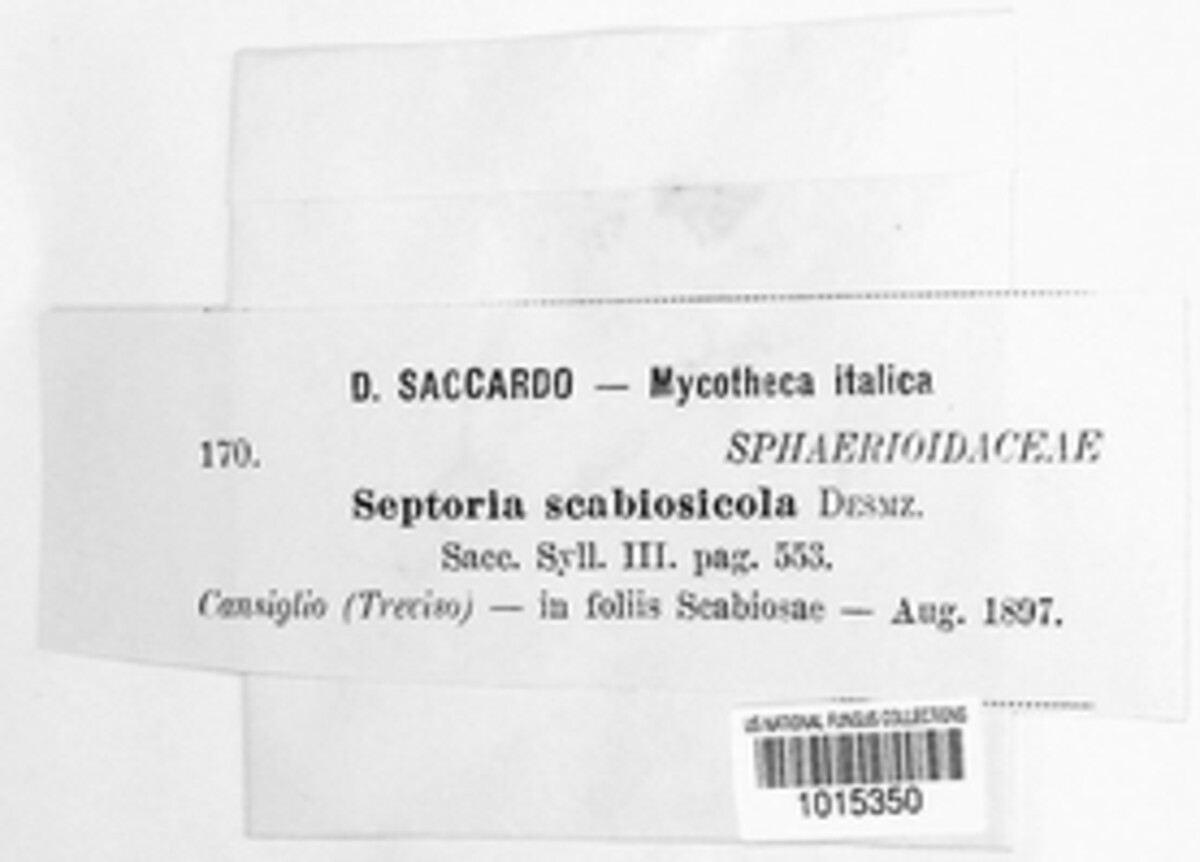 D. SACCARDO — Mycotheca italica
170. SPHAERIOIDACEAE
Septoria scabiosicola DESMZ.
Sacc. Syll. III. pag. 553.
Cansiglio (Treviso) — in foliis Scabiosae — Aug. 1897.
US NATIONAL FUNGUS COLLECTIONS
1015350